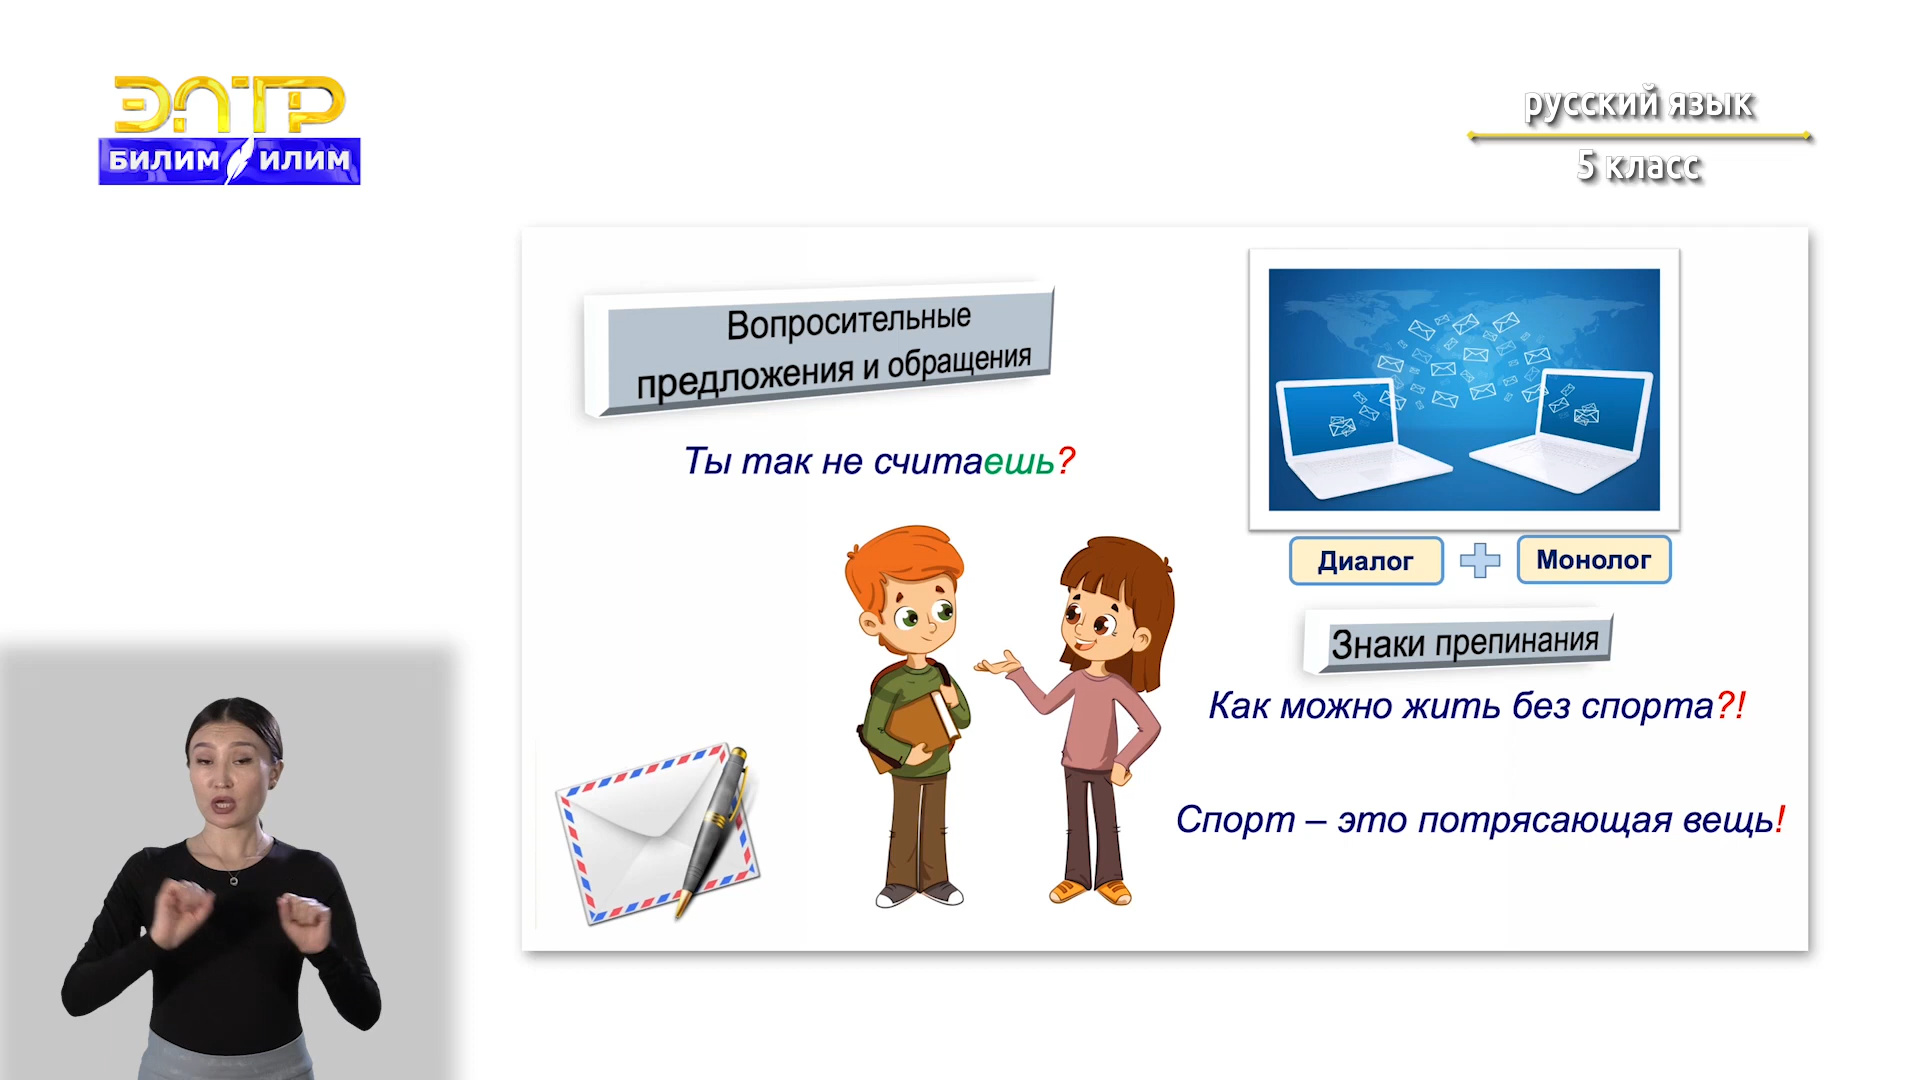 ЭЛТР
БИЛИМ ИЛИМ
русский язык
5 класс
Вопросительные
предложения и обращения
Ты так не считаешь?
Диалог
Монолог
Знаки препинания
Как можно жить без спорта?!
Спорт – это потрясающая вещь!